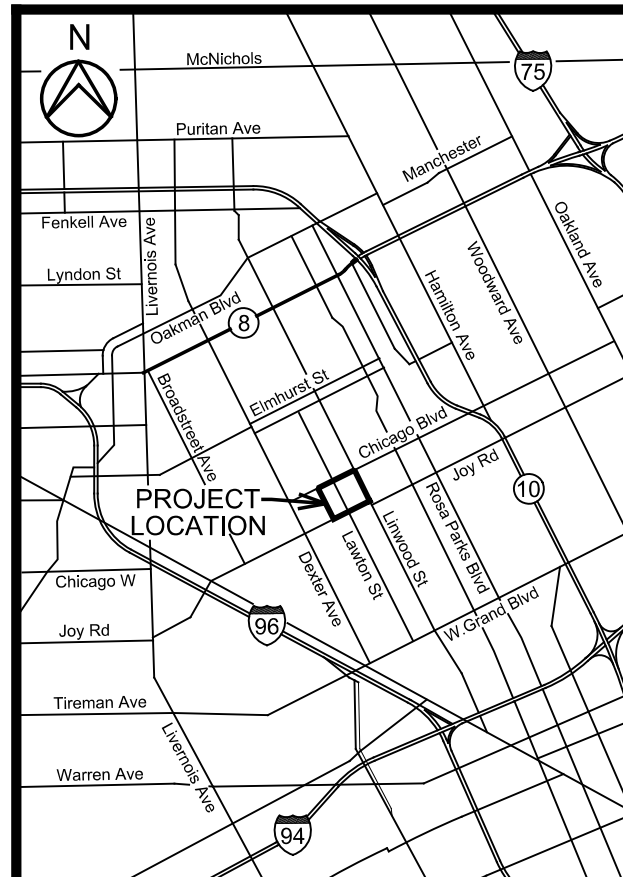 N
McNichols
75
Puritan Ave
Manchester
Fenkell Ave
Livernois Ave
Oakland Ave
Woodward Ave
Lyndon St
Hamilton Ave
Oakman Blvd
8
Broadstreet Ave
Elmhurst St
Chicago Blvd
Joy Rd
PROJECT
LOCATION
10
Rosa Parks Blvd
Linwood St
Lawton St
Dexter Ave
Chicago W
W.Grand Blvd
96
Joy Rd
Tireman Ave
Livernois Ave
Warren Ave
94